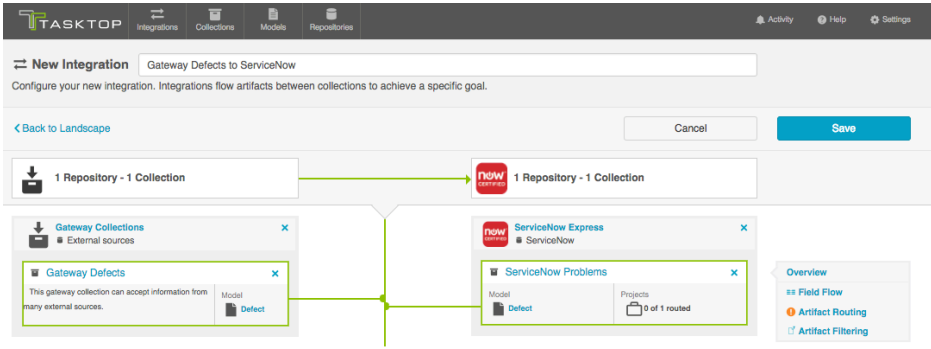 TASKTOP
Integrations Collections Models Repositories Activity Help Settings
New Integration Gateway Defects to ServiceNow
Configure your new integration. Integrations flow artifacts between collections to achieve a specific goal.
Back to Landscape Cancel Save
1 Repository - 1 Collection
now CERTIFIED 1 Repository - 1 Collection
Gateway Collections
External sources
Gateway Defects
This gateway collection can accept information from
many external sources.
Model
Defect
now CERTIFIED
ServiceNow Express
ServiceNow
ServiceNow Problems
Model
Defect
Projects
0 of 1 routed
Overview
Field Flow
Artifact Routing
Artifact Filtering